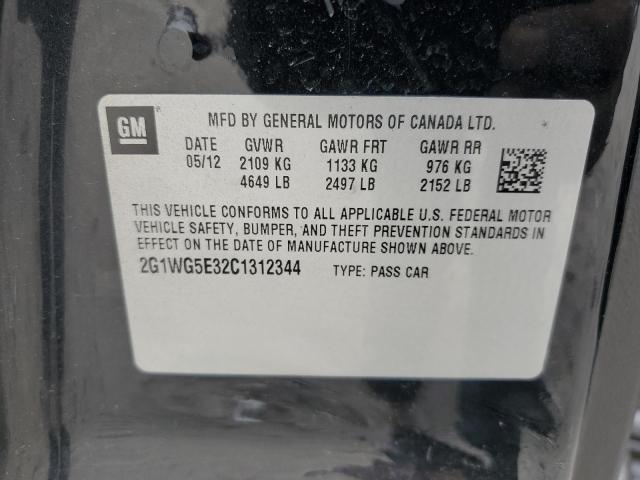 GM
MFD BY GENERAL MOTORS OF CANADA LTD.
DATE GVWR GAWR FRT GAWR RR
05/12 2109 KG 1133 KG 976 KG
4649 LB 2497 LB 2152 LB
THIS VEHICLE CONFORMS TO ALL APPLICABLE U.S. FEDERAL MOTOR
VEHICLE SAFETY, BUMPER, AND THEFT PREVENTION STANDARDS IN
EFFECT ON THE DATE OF MANUFACTURE SHOWN ABOVE.
2G1WG5E32C1312344 TYPE: PASS CAR